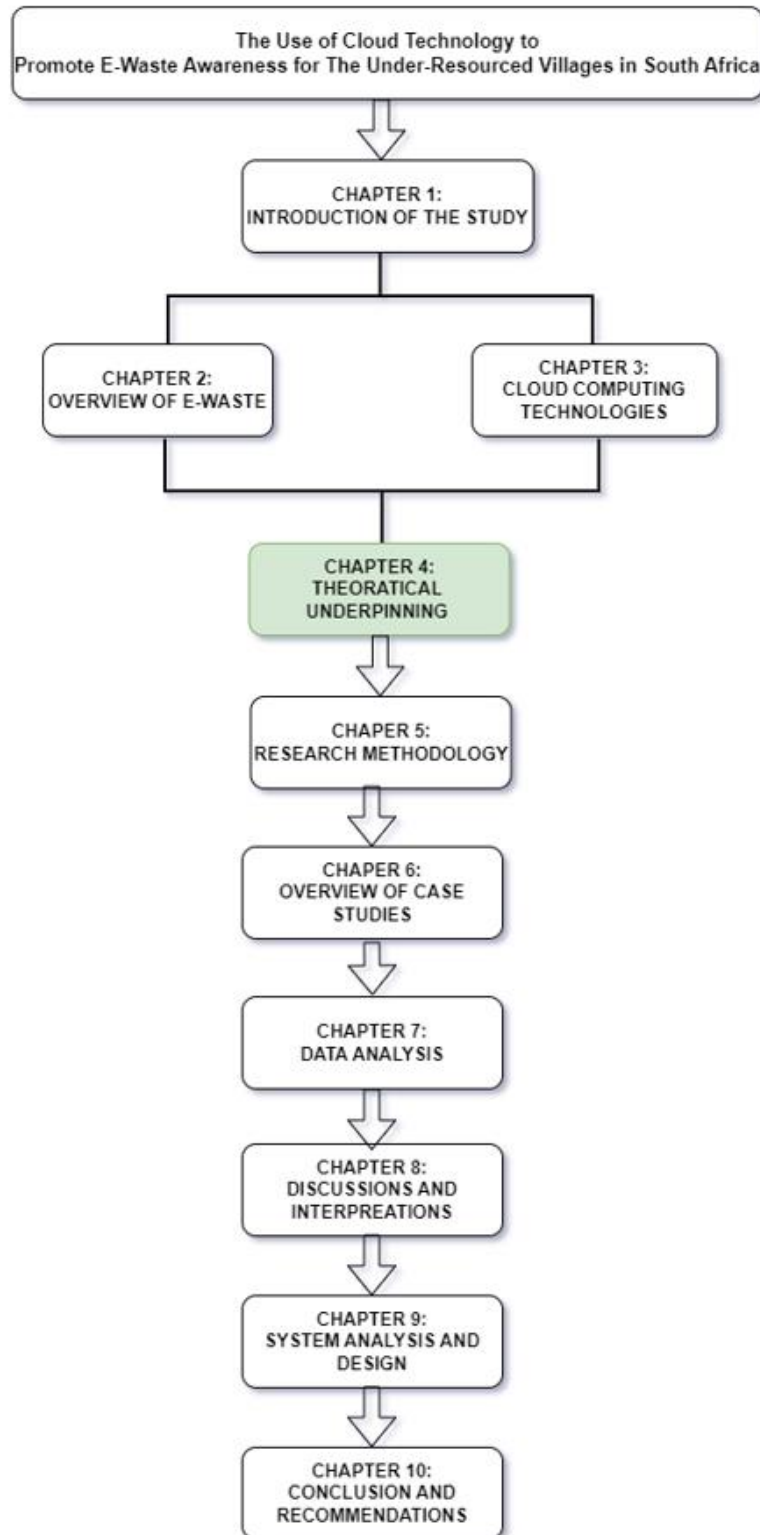 The Use of Cloud Technology to
Promote E-Waste Awareness for The Under-Resourced Villages in South Africa
CHAPTER 1:
INTRODUCTION OF THE STUDY
CHAPTER 2:
OVERVIEW OF E-WASTE
CHAPTER 3:
CLOUD COMPUTING
TECHNOLOGIES
CHAPTER 4:
THEORATICAL
UNDERPINNING
CHAPER 5:
RESEARCH METHODOLOGY
CHAPER 6:
OVERVIEW OF CASE
STUDIES
CHAPTER 7:
DATA ANALYSIS
CHAPTER 8:
DISCUSSIONS AND
INTERPREATIONS
CHAPTER 9:
SYSTEM ANALYSIS AND
DESIGN
CHAPTER 10:
CONCLUSION AND
RECOMMENDATIONS